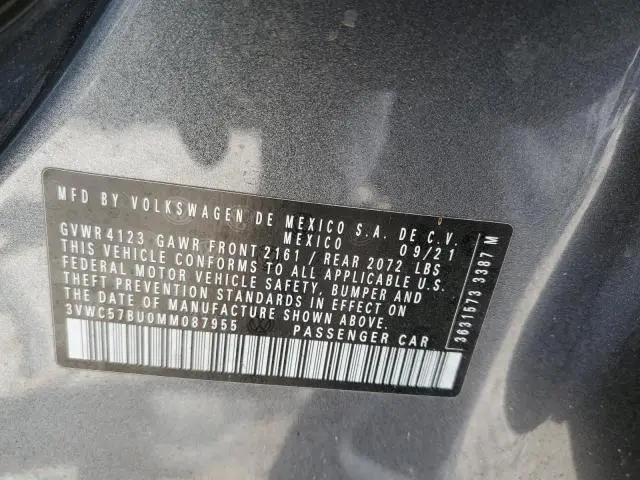 MFD BY VOLKSWAGEN DE MEXICO S.A. DE C.V.
MEXICO 09/21
GVWR 4123 GAWR FRONT 2161 / REAR 2072 LBS
THIS VEHICLE CONFORMS TO ALL APPLICABLE U.S.
FEDERAL MOTOR VEHICLE SAFETY, BUMPER AND
THEFT PREVENTION STANDARDS IN EFFECT ON
THE DATE OF MANUFACTURE SHOWN ABOVE.
3VWC57BU0MM087955 PASSENGER CAR
3631573 3387 M